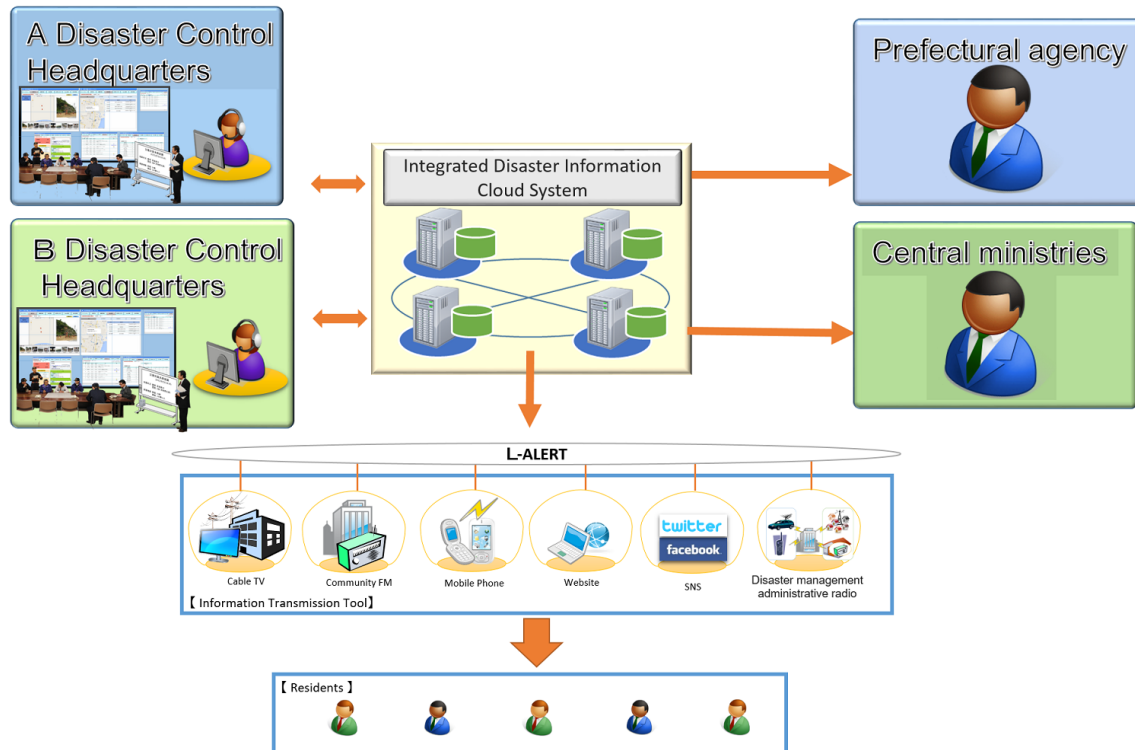 A Disaster Control
Headquarters
Prefectural agency
Integrated Disaster Information
Cloud System
B Disaster Control
Headquarters
Central ministries
L-ALERT
Cable TV
Community FM
Mobile Phone
Website
twitter
facebook
SNS
Disaster management
administrative radio
【 Information Transmission Tool】
【 Residents 】